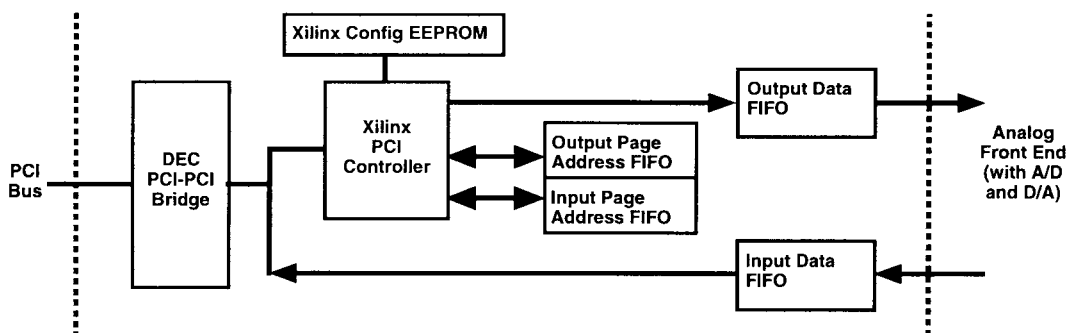 Xilinx Config EEPROM
PCI
Bus
DEC
PCI-PCI
Bridge
Xilinx
PCI
Controller
Output Page
Address FIFO
Input Page
Address FIFO
Output Data
FIFO
Input Data
FIFO
Analog
Front End
(with A/D
and D/A)